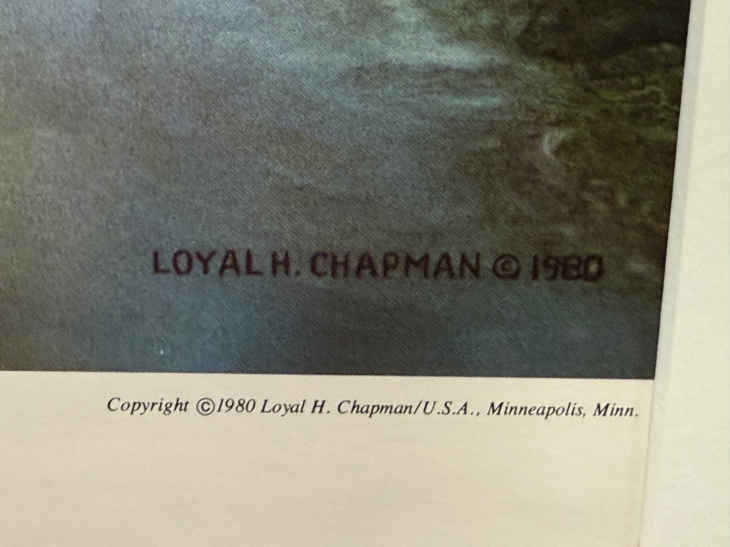 LOYAL H. CHAPMAN © 1980
Copyright ©1980 Loyal H. Chapman/U.S.A., Minneapolis, Minn.